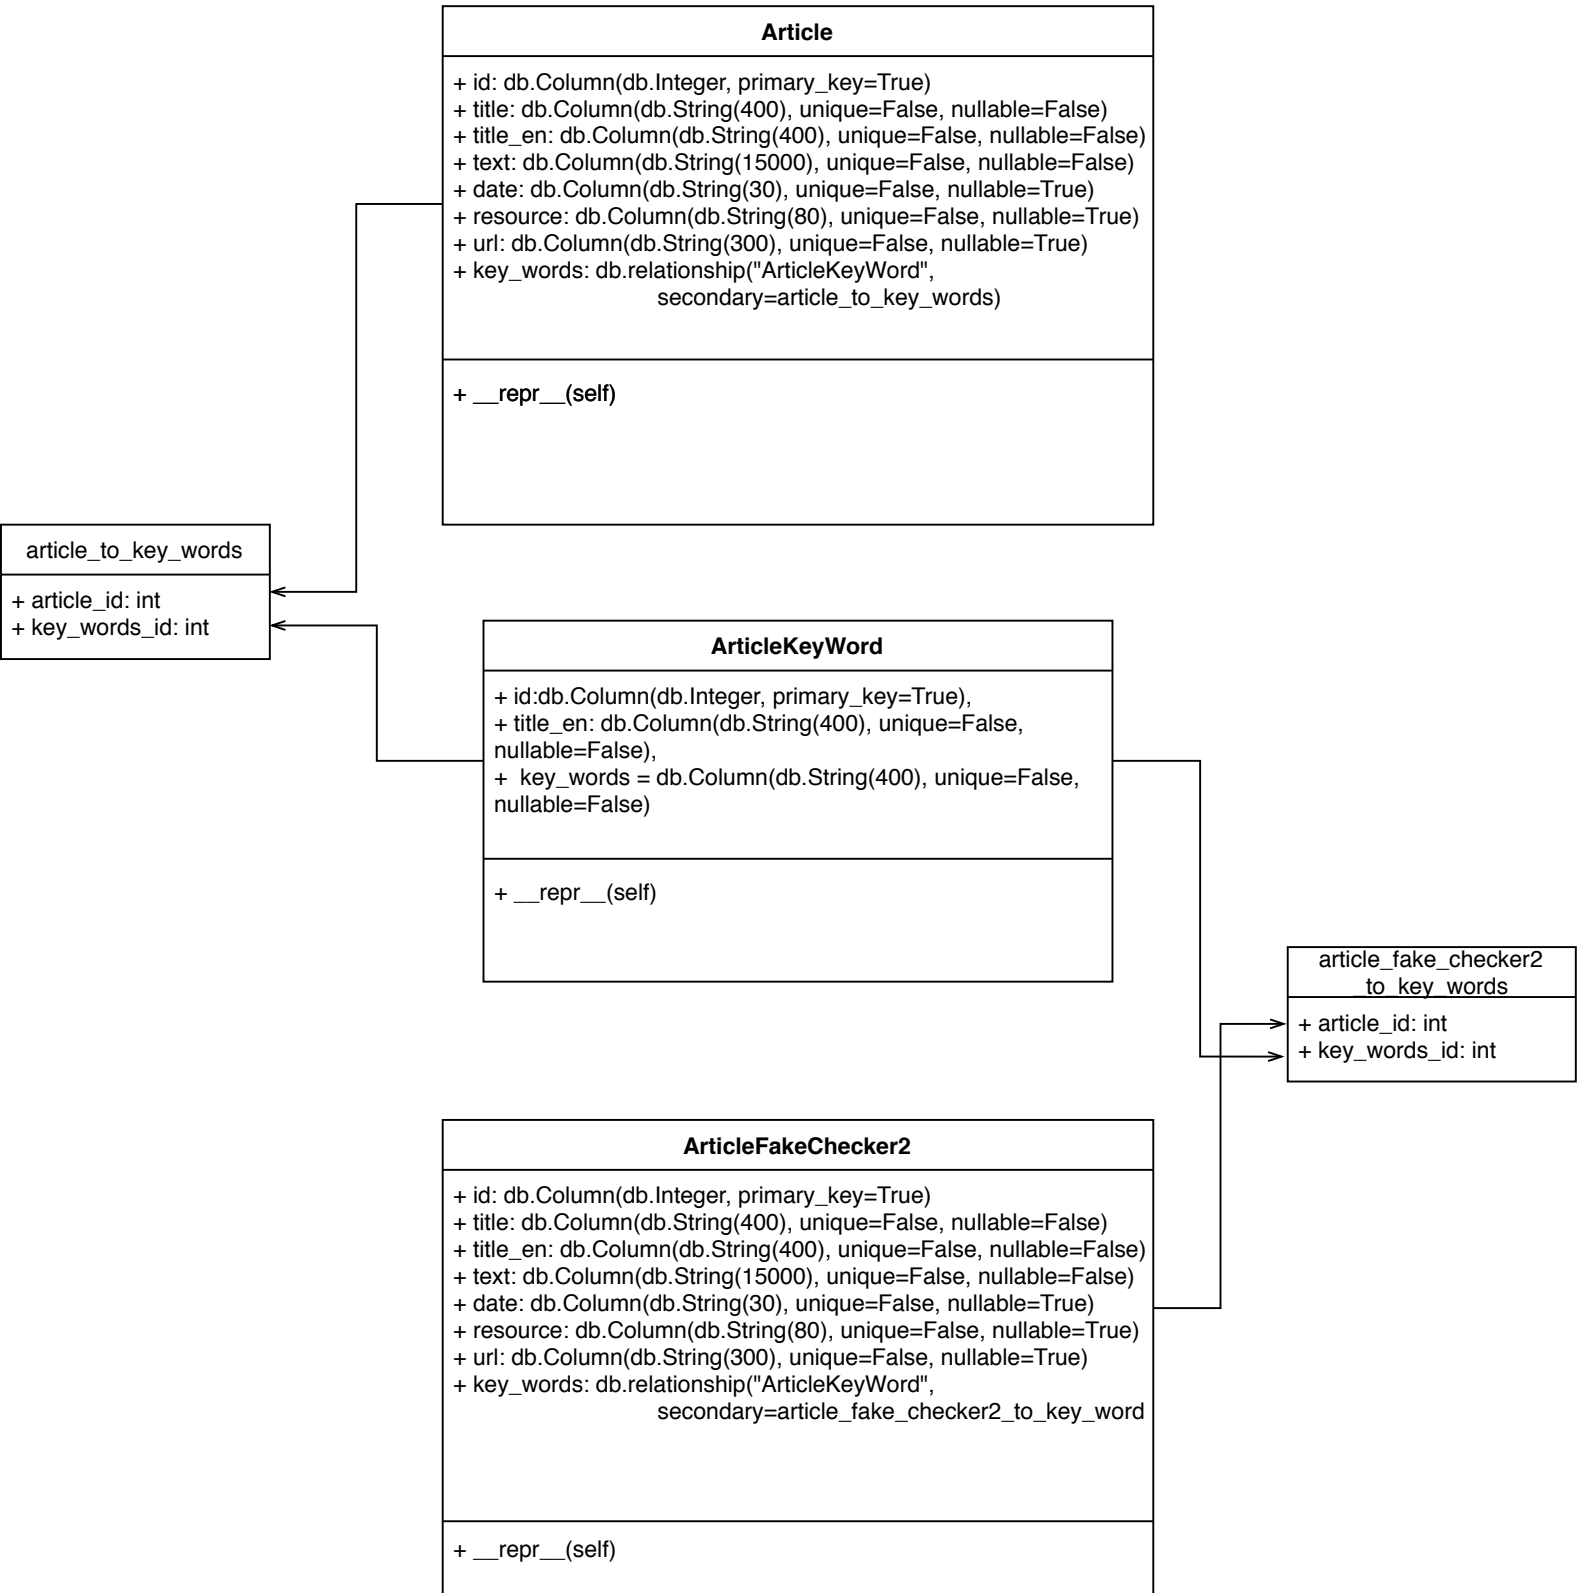 Article
+ id: db.Column(db.Integer, primary_key=True)
+ title: db.Column(db.String(400), unique=False, nullable=False)
+ title_en: db.Column(db.String(400), unique=False, nullable=False)
+ text: db.Column(db.String(15000), unique=False, nullable=False)
+ date: db.Column(db.String(30), unique=False, nullable=True)
+ resource: db.Column(db.String(80), unique=False, nullable=True)
+ url: db.Column(db.String(300), unique=False, nullable=True)
+ key_words: db.relationship("ArticleKeyWord",
secondary=article_to_key_words)
+ __repr__(self)
article_to_key_words
+ article_id: int
+ key_words_id: int
ArticleKeyWord
+ id:db.Column(db.Integer, primary_key=True),
+ title_en: db.Column(db.String(400), unique=False,
nullable=False),
+  key_words = db.Column(db.String(400), unique=False,
nullable=False)
+ __repr__(self)
article_fake_checker2
_to_key_words
+ article_id: int
+ key_words_id: int
ArticleFakeChecker2
+ id: db.Column(db.Integer, primary_key=True)
+ title: db.Column(db.String(400), unique=False, nullable=False)
+ title_en: db.Column(db.String(400), unique=False, nullable=False)
+ text: db.Column(db.String(15000), unique=False, nullable=False)
+ date: db.Column(db.String(30), unique=False, nullable=True)
+ resource: db.Column(db.String(80), unique=False, nullable=True)
+ url: db.Column(db.String(300), unique=False, nullable=True)
+ key_words: db.relationship("ArticleKeyWord",
secondary=article_fake_checker2_to_key_word
+ __repr__(self)